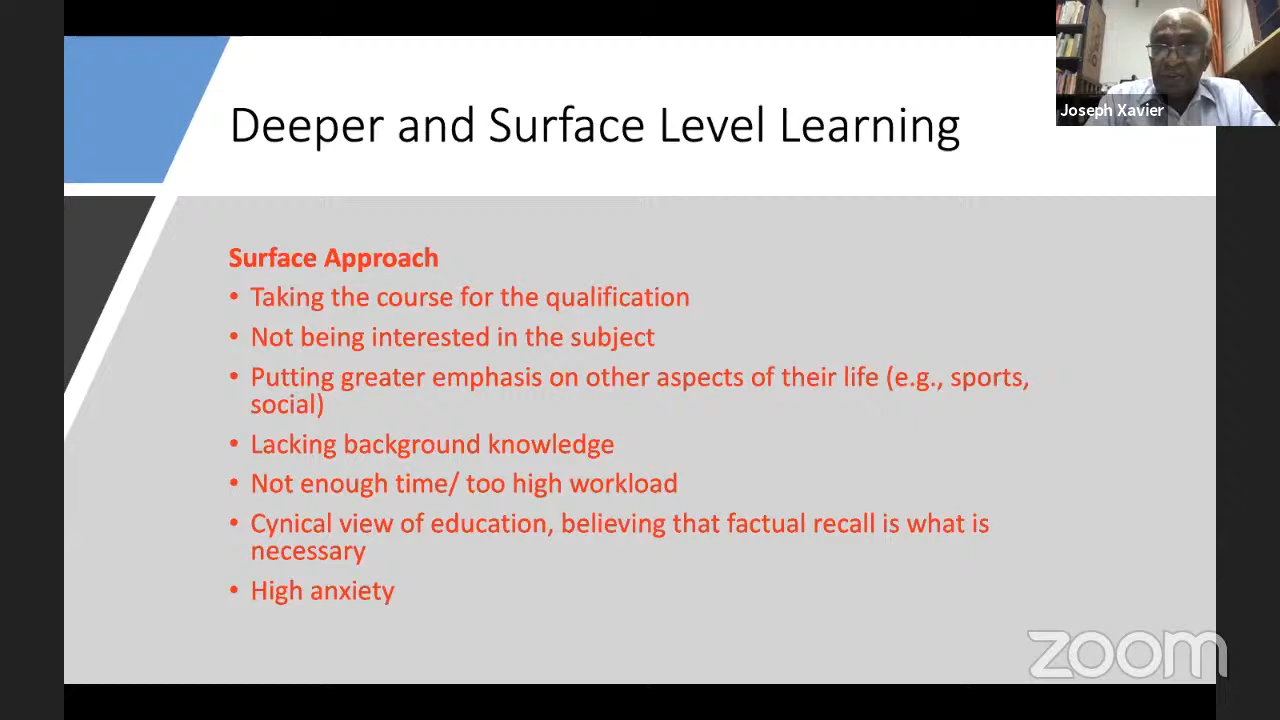 Deeper and Surface Level Learning
Joseph Xavier
Surface Approach
• Taking the course for the qualification
• Not being interested in the subject
• Putting greater emphasis on other aspects of their life (e.g., sports,
social)
• Lacking background knowledge
• Not enough time/ too high workload
• Cynical view of education, believing that factual recall is what is
necessary
• High anxiety
zoom